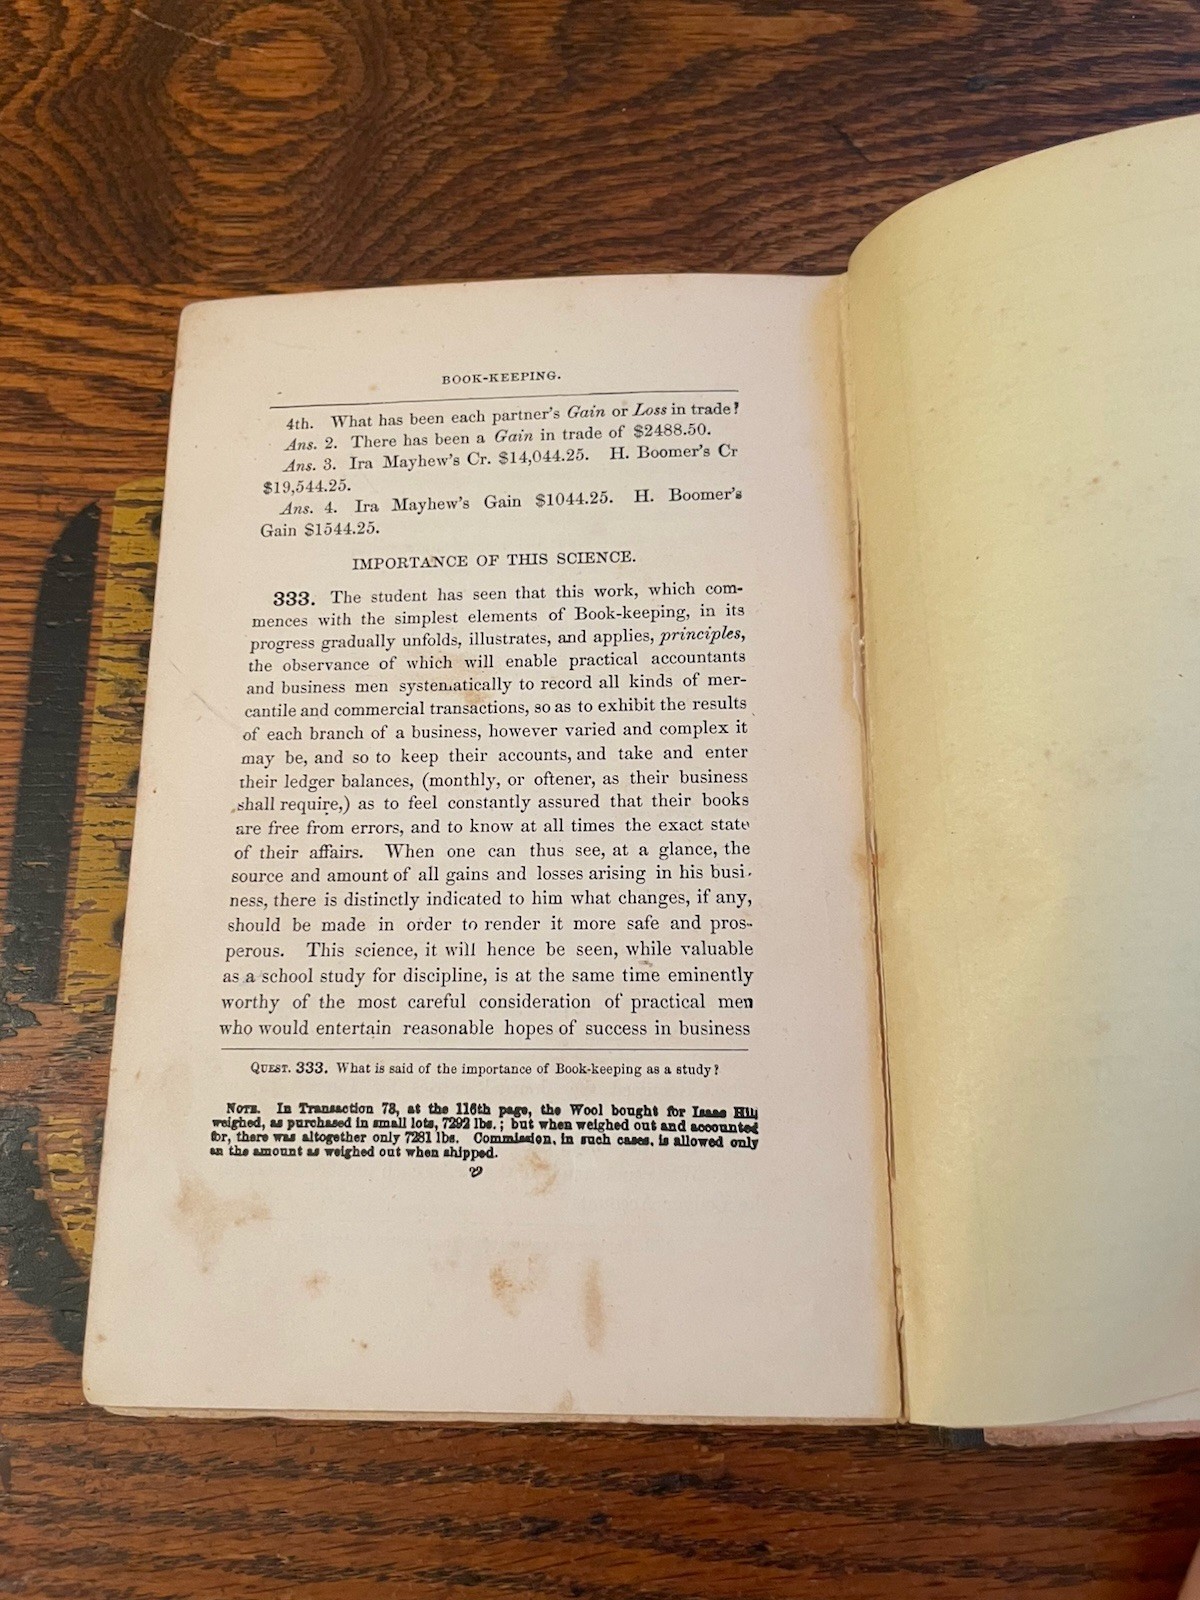 BOOK-KEEPING.
4th. What has been each partner's Gain or Loss in trade?
Ans. 2. There has been a Gain in trade of $2488.50.
Ans. 3. Ira Mayhew's Cr. $14,044.25. H. Boomer's Cr
$19,544.25.
Ans. 4. Ira Mayhew's Gain $1044.25. H. Boomer's
Gain $1544.25.
IMPORTANCE OF THIS SCIENCE.
333. The student has seen that this work, which com-
mences with the simplest elements of Book-keeping, in its
progress gradually unfolds, illustrates, and applies, principles,
the observance of which will enable practical accountants
and business men systematically to record all kinds of mer-
cantile and commercial transactions, so as to exhibit the results
of each branch of a business, however varied and complex it
may be, and so to keep their accounts, and take and enter
their ledger balances, (monthly, or oftener, as their business
shall require,) as to feel constantly assured that their books
are free from errors, and to know at all times the exact state
of their affairs. When one can thus see, at a glance, the
source and amount of all gains and losses arising in his busi-
ness, there is distinctly indicated to him what changes, if any,
should be made in order to render it more safe and pros-
perous. This science, it will hence be seen, while valuable
as a school study for discipline, is at the same time eminently
worthy of the most careful consideration of practical men
who would entertain reasonable hopes of success in business
QUEST. 333. What is said of the importance of Book-keeping as a study?
NOTE. In Transaction 73, at the 116th page, the Wool bought for Isaac Hill
weighed, as purchased in small lots, 7292 lbs.; but when weighed out and accounted
for, there was altogether only 7281 lbs. Commission, in such cases, is allowed only
on the amount as weighed out when shipped.